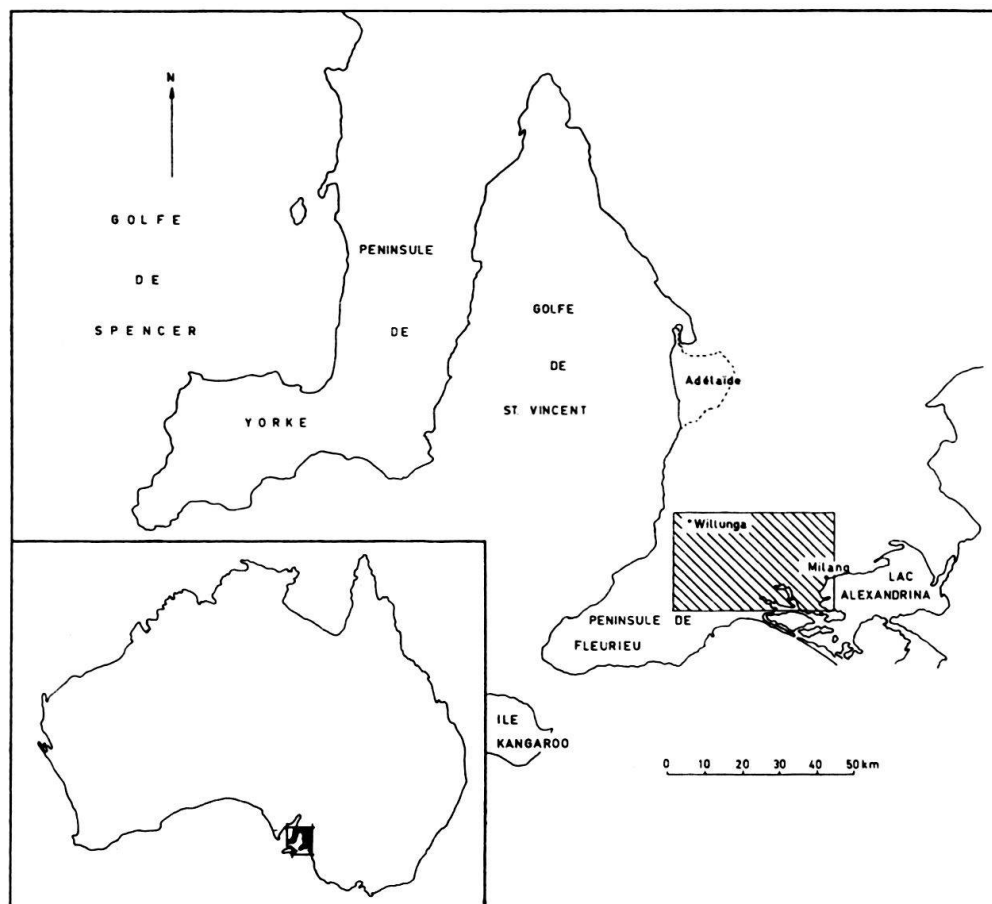 N
GOLFE
DE
SPENCER
PENINSULE
DE
YORKE
GOLFE
DE
ST. VINCENT
Adélaïde
Willunga
Milang
LAC
ALEXANDRINA
PENINSULE DE
FLEURIEU
ILE
KANGAROO
0 10 20 30 40 50 km